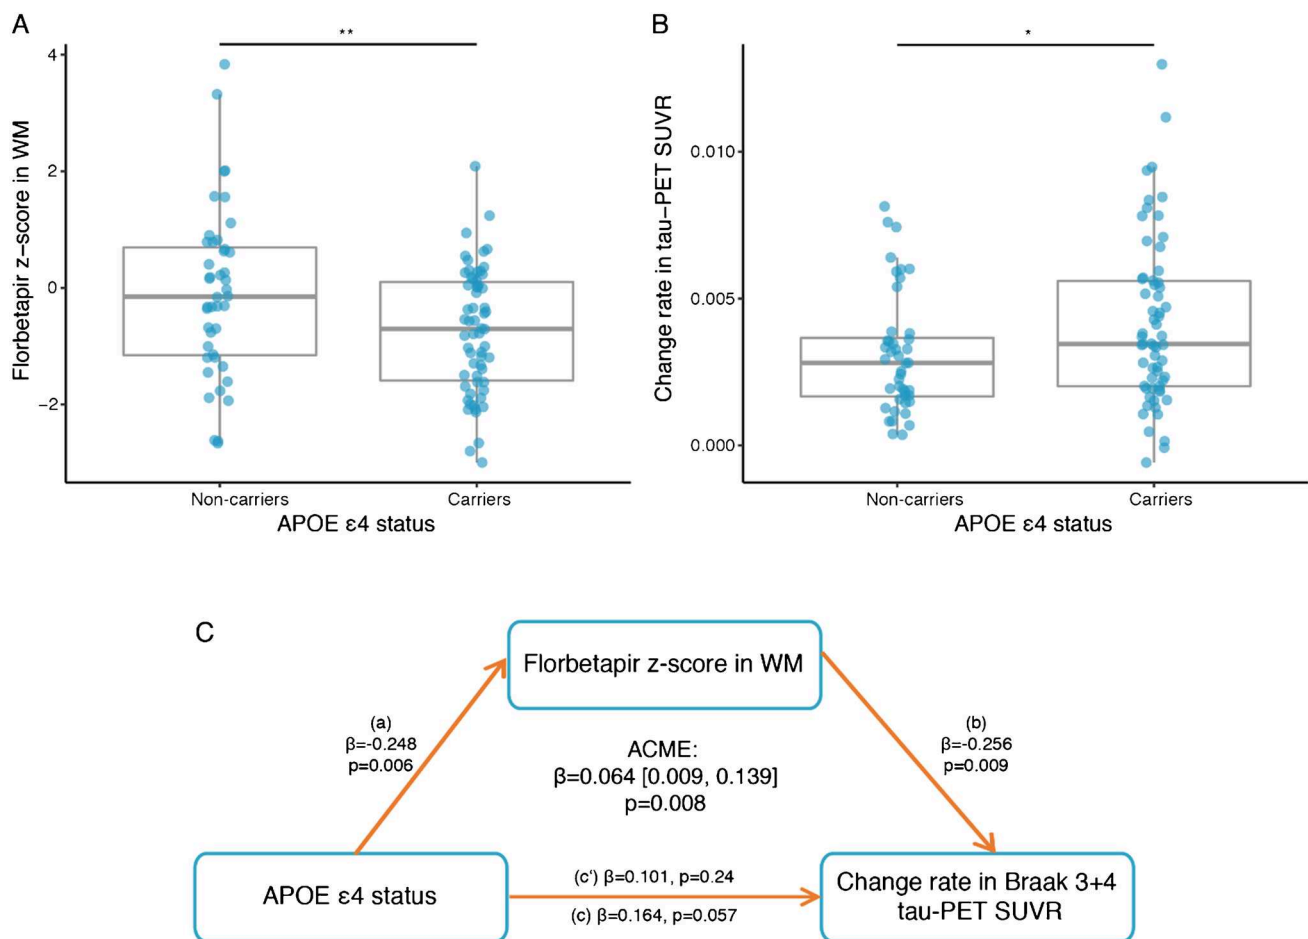 A
**
Florbetapir z−score in WM
4
2
0
−2
Non-carriers
Carriers
APOE ε4 status
B
*
Change rate in tau−PET SUVR
0.010
0.005
0.000
Non-carriers
Carriers
APOE ε4 status
C
Florbetapir z-score in WM
(a)
β=-0.248
p=0.006
ACME:
β=0.064 [0.009, 0.139]
p=0.008
(b)
β=-0.256
p=0.009
APOE ε4 status
(c‘) β=0.101, p=0.24
(c) β=0.164, p=0.057
Change rate in Braak 3+4
tau-PET SUVR